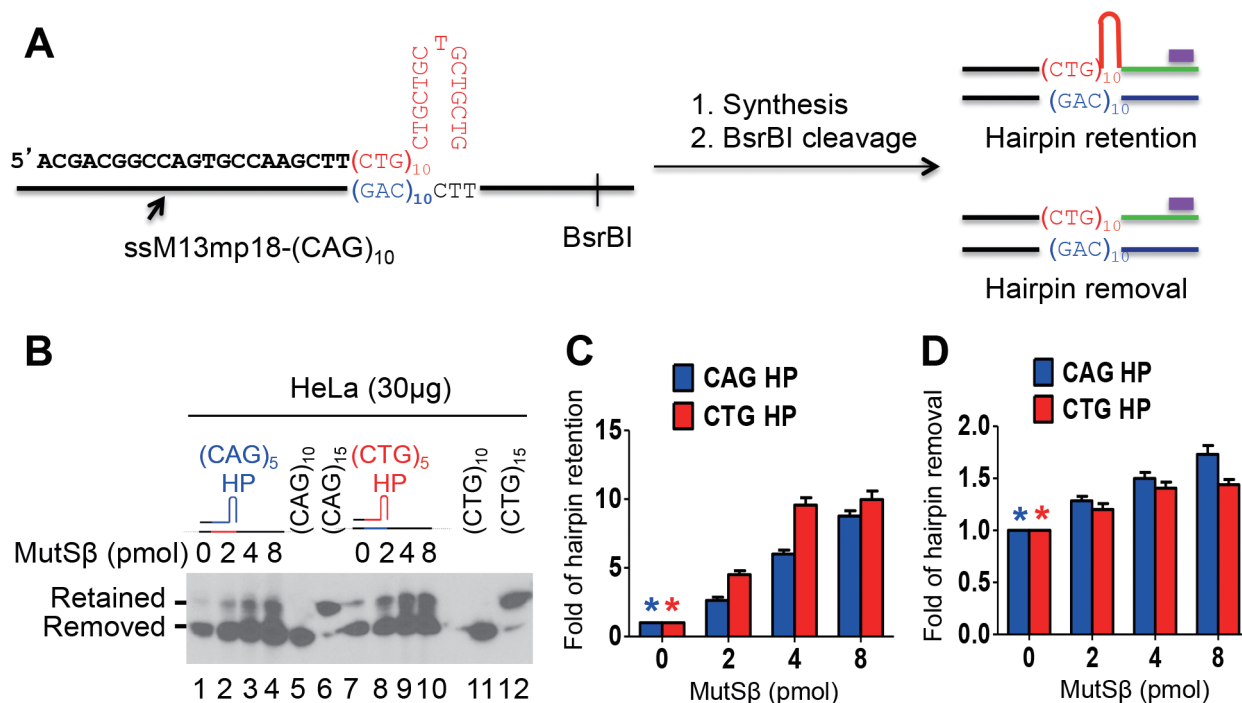 A
CTGCTGC
T
GCTGCTG
5' ACGACGGCCAGTGCCAAGCTT(CTG)10
(GAC)10CTT
ssM13mp18-(CAG)10
BsrBI
1. Synthesis
2. BsrBI cleavage
(CTG)10
(GAC)10
Hairpin retention
(CTG)10
(GAC)10
Hairpin removal
B
HeLa (30µg)
(CAG)5
HP
(CAG)10
(CAG)15
(CTG)5
HP
(CTG)10
(CTG)15
MutSβ (pmol) 0 2 4 8 0 2 4 8
Retained
Removed
1 2 3 4 5 6 7 8 9 10 11 12
C
CAG HP
CTG HP
Fold of hairpin retention
15
10
5
0
* *
0 2 4 8
MutSβ (pmol)
D
CAG HP
CTG HP
Fold of hairpin removal
2.0
1.5
1.0
0.5
0.0
* *
0 2 4 8
MutSβ (pmol)